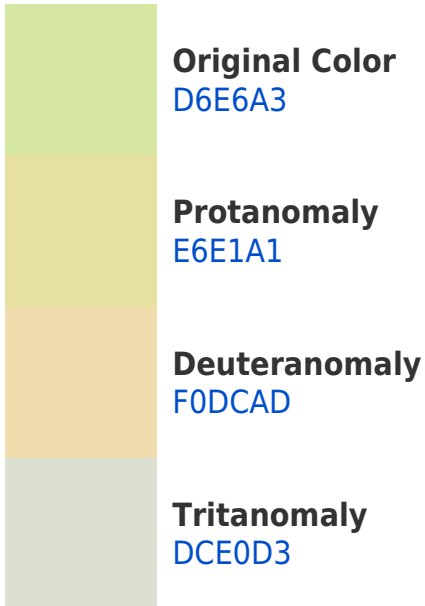 Original Color
D6E6A3
Protanomaly
E6E1A1
Deuteranomaly
F0DCAD
Tritanomaly
DCE0D3